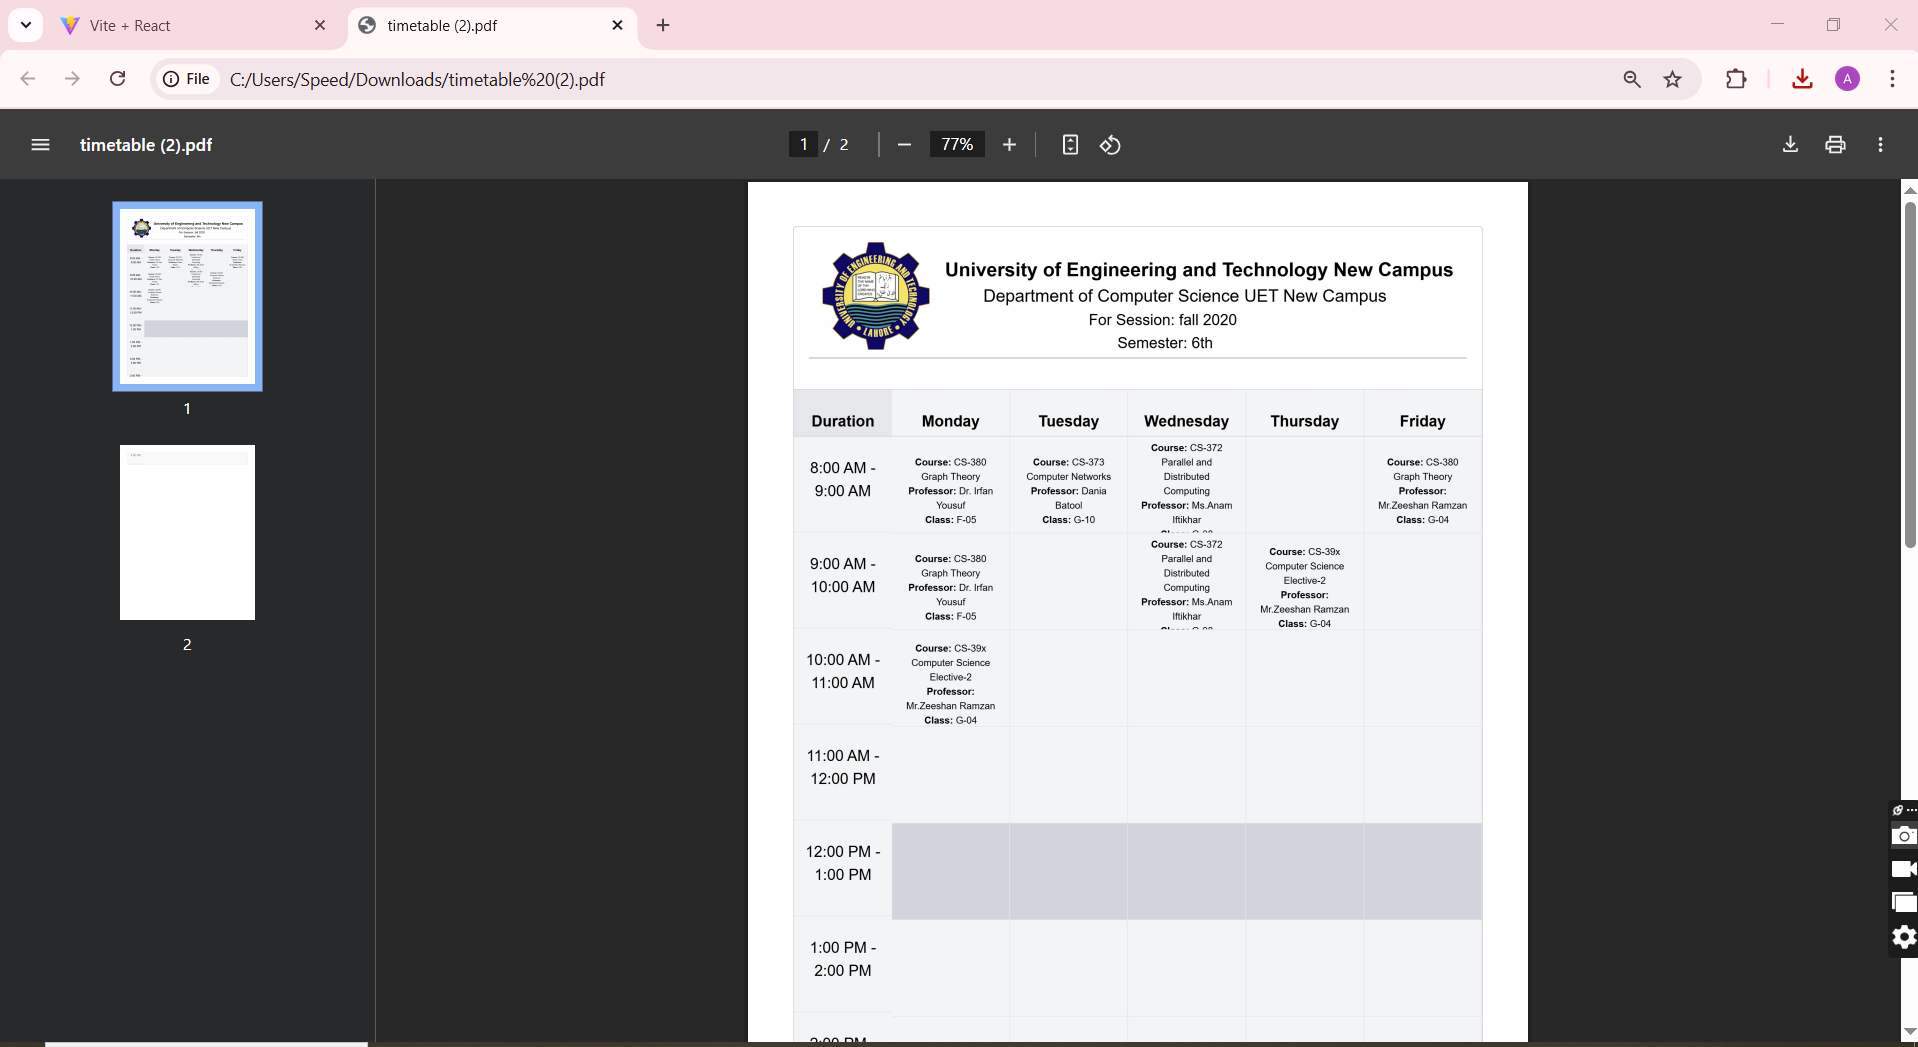 Vite + React
timetable (2).pdf
File
C:/Users/Speed/Downloads/timetable%20(2).pdf
A
timetable (2).pdf
1 / 2
77%
1
2
UNIVERSITY OF ENGINEERING AND TECHNOLOGY
LAHORE
READ IN
THE NAME
OF THY
LORD WHO
CREATED
University of Engineering and Technology New Campus
Department of Computer Science UET New Campus
For Session: fall 2020
Semester: 6th
Duration Monday Tuesday Wednesday Thursday Friday
8:00 AM -
9:00 AM
Course: CS-380
Graph Theory
Professor: Dr. Irfan
Yousuf
Class: F-05
Course: CS-373
Computer Networks
Professor: Dania
Batool
Class: G-10
Course: CS-372
Parallel and
Distributed
Computing
Professor: Ms.Anam
Iftikhar
Course: CS-380
Graph Theory
Professor:
Mr.Zeeshan Ramzan
Class: G-04
9:00 AM -
10:00 AM
Course: CS-380
Graph Theory
Professor: Dr. Irfan
Yousuf
Class: F-05
Course: CS-372
Parallel and
Distributed
Computing
Professor: Ms.Anam
Iftikhar
Course: CS-39x
Computer Science
Elective-2
Professor:
Mr.Zeeshan Ramzan
Class: G-04
10:00 AM -
11:00 AM
Course: CS-39x
Computer Science
Elective-2
Professor:
Mr.Zeeshan Ramzan
Class: G-04
11:00 AM -
12:00 PM
12:00 PM -
1:00 PM
1:00 PM -
2:00 PM